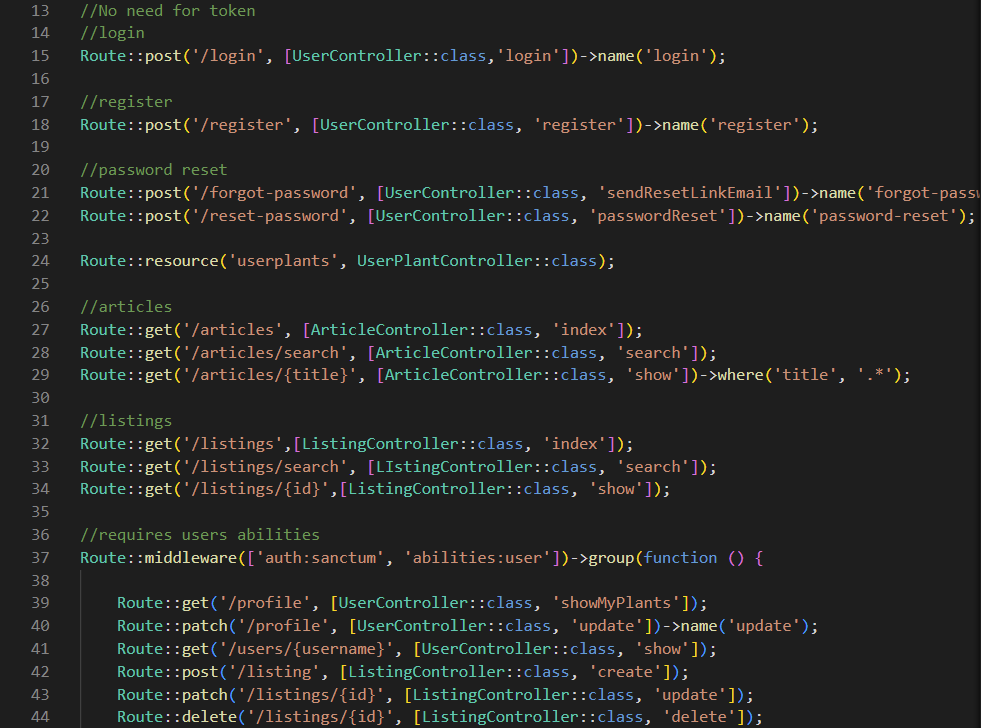 13 //No need for token
14 //login
15 Route::post('/login', [UserController::class,'login'])->name('login');
16
17 //register
18 Route::post('/register', [UserController::class, 'register'])->name('register');
19
20 //password reset
21 Route::post('/forgot-password', [UserController::class, 'sendResetLinkEmail'])->name('forgot-passw
22 Route::post('/reset-password', [UserController::class, 'passwordReset'])->name('password-reset');
23
24 Route::resource('userplants', UserPlantController::class);
25
26 //articles
27 Route::get('/articles', [ArticleController::class, 'index']);
28 Route::get('/articles/search', [ArticleController::class, 'search']);
29 Route::get('/articles/{title}', [ArticleController::class, 'show'])->where('title', '.*');
30
31 //listings
32 Route::get('/listings',[ListingController::class, 'index']);
33 Route::get('/listings/search', [LIstingController::class, 'search']);
34 Route::get('/listings/{id}',[ListingController::class, 'show']);
35
36 //requires users abilities
37 Route::middleware(['auth:sanctum', 'abilities:user'])->group(function () {
38
39 Route::get('/profile', [UserController::class, 'showMyPlants']);
40 Route::patch('/profile', [UserController::class, 'update'])->name('update');
41 Route::get('/users/{username}', [UserController::class, 'show']);
42 Route::post('/listing', [ListingController::class, 'create']);
43 Route::patch('/listings/{id}', [ListingController::class, 'update']);
44 Route::delete('/listings/{id}', [ListingController::class, 'delete']);